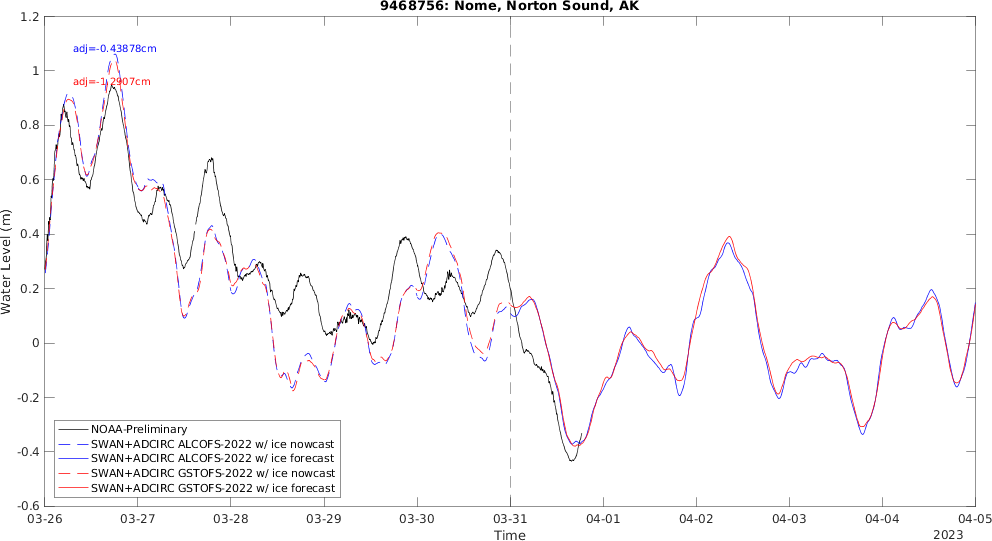 9468756: Nome, Norton Sound, AK
1.2
1
0.8
0.6
0.4
0.2
0
-0.2
-0.4
-0.6
Water Level (m)
adj=-0.43878cm
adj=-1.2907cm
NOAA-Preliminary
SWAN+ADCIRC ALCOFS-2022 w/ ice nowcast
SWAN+ADCIRC ALCOFS-2022 w/ ice forecast
SWAN+ADCIRC GSTOFS-2022 w/ ice nowcast
SWAN+ADCIRC GSTOFS-2022 w/ ice forecast
03-26 03-27 03-28 03-29 03-30 03-31 04-01 04-02 04-03 04-04 04-05
Time
2023